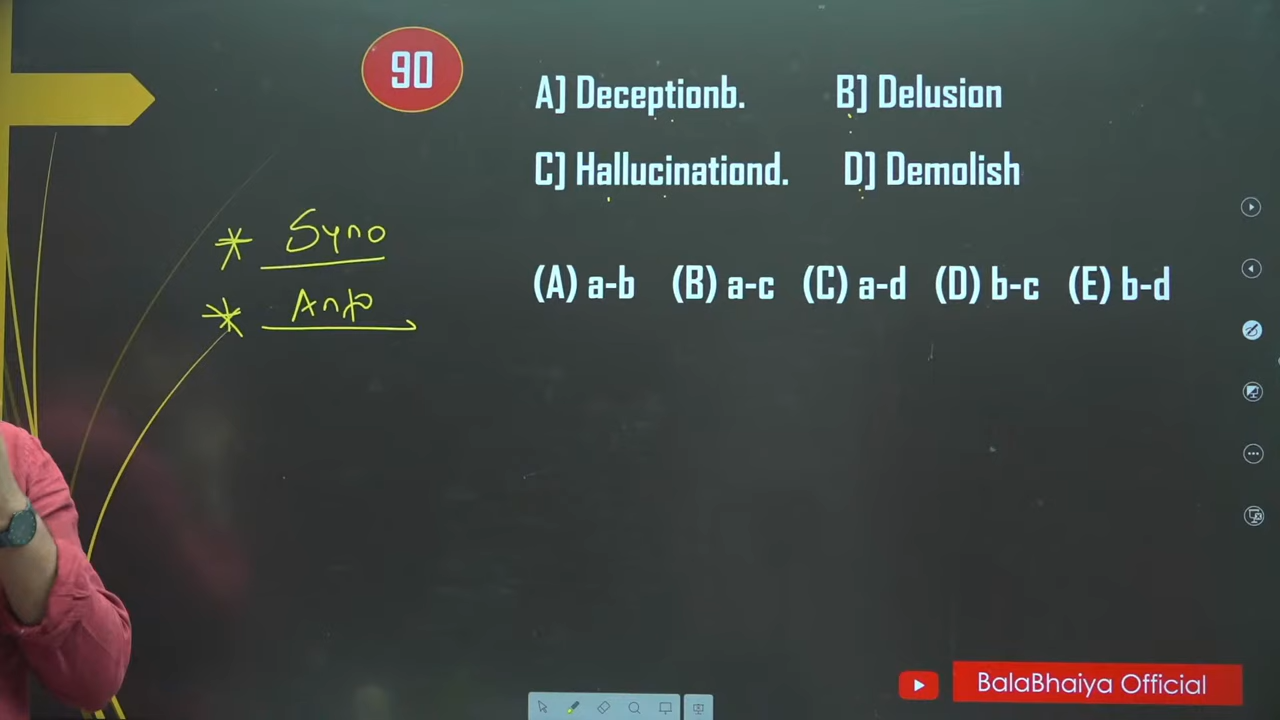 90
A] Deceptionb. B] Delusion
C] Hallucinationd. D] Demolish
* Syno
* Anto
(A) a-b (B) a-c (C) a-d (D) b-c (E) b-d
BalaBhaiya Official